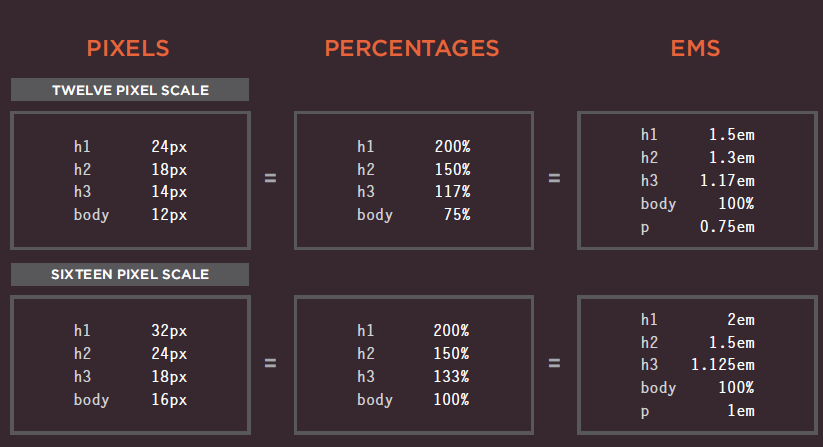 PIXELS PERCENTAGES EMS
TWELVE PIXEL SCALE
h1 24px
h2 18px
h3 14px
body 12px
=
h1 200%
h2 150%
h3 117%
body 75%
=
h1 1.5em
h2 1.3em
h3 1.17em
body 100%
p 0.75em
SIXTEEN PIXEL SCALE
h1 32px
h2 24px
h3 18px
body 16px
=
h1 200%
h2 150%
h3 133%
body 100%
=
h1 2em
h2 1.5em
h3 1.125em
body 100%
p 1em